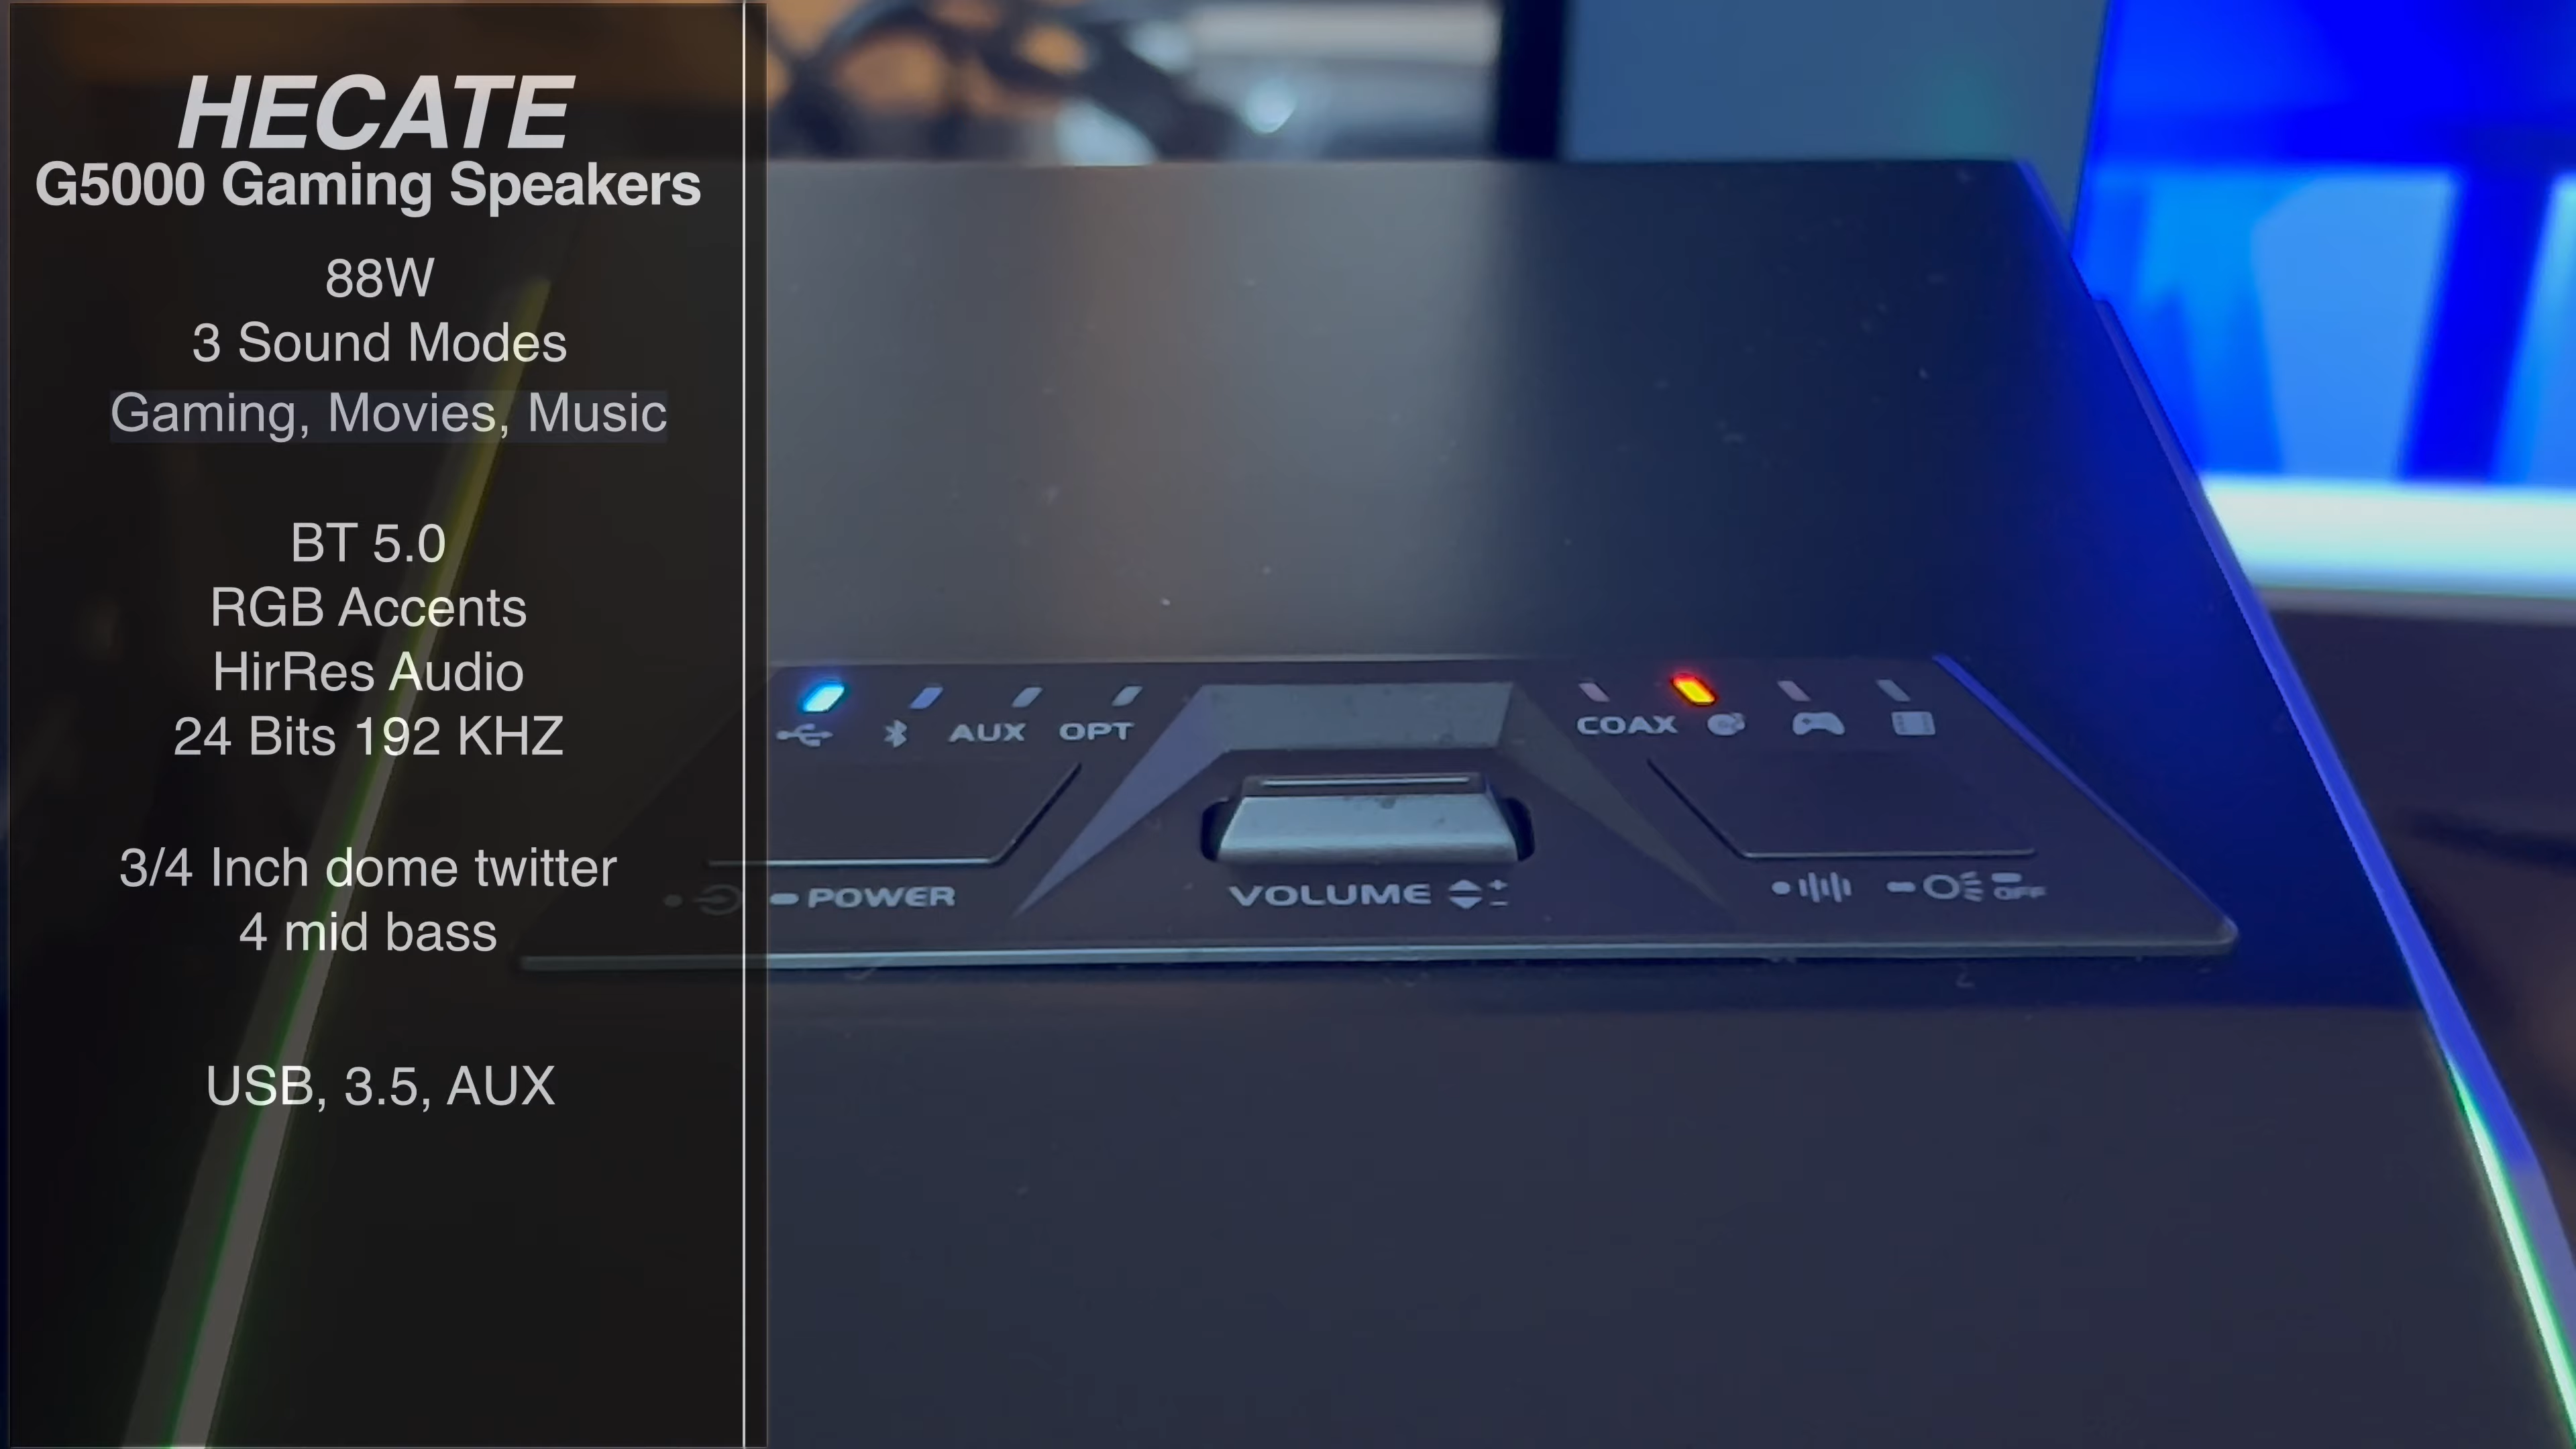 HECATE
G5000 Gaming Speakers
88W
3 Sound Modes
Gaming, Movies, Music
BT 5.0
RGB Accents
HirRes Audio
24 Bits 192 KHZ
3/4 Inch dome twitter
4 mid bass
USB, 3.5, AUX
AUX OPT
COAX
POWER
VOLUME + -
OFF